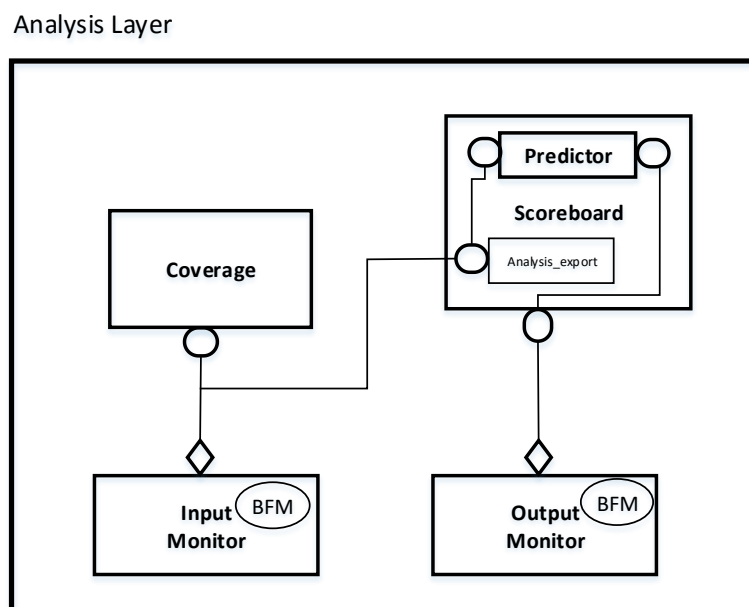 Analysis Layer
Predictor
Scoreboard
Coverage
Analysis_export
BFM
Input
Monitor
BFM
Output
Monitor